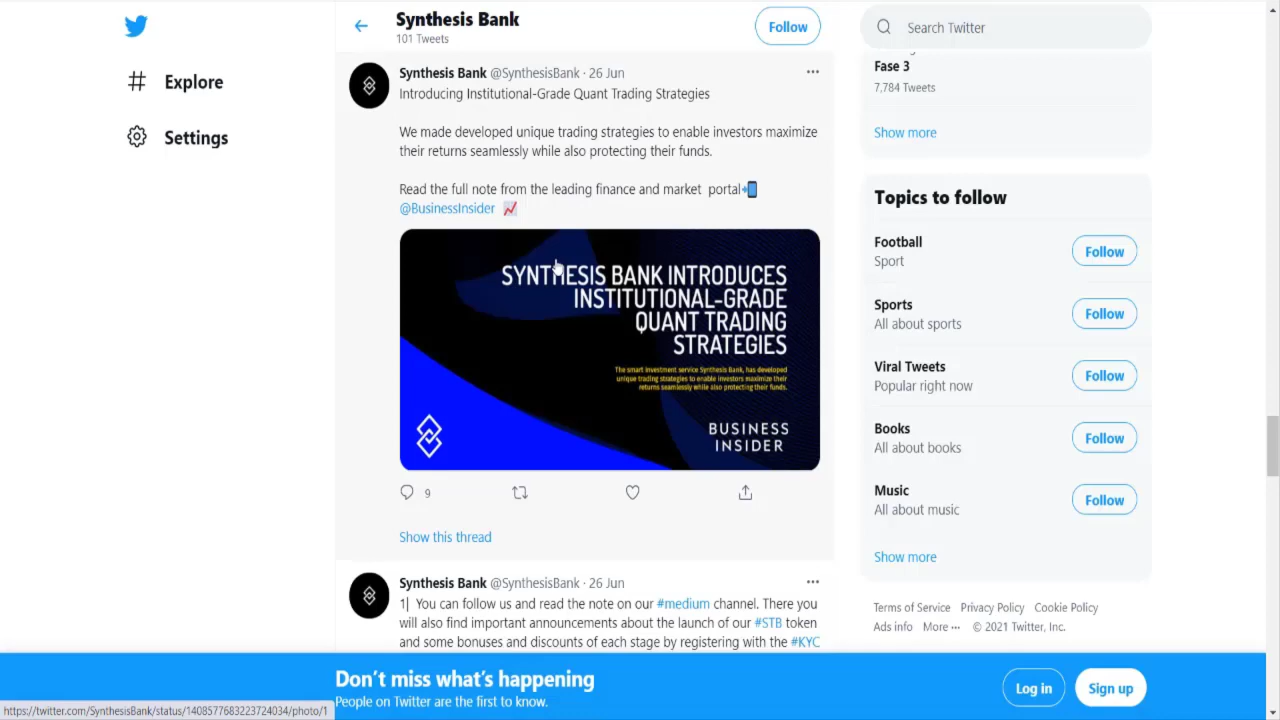 Synthesis Bank
101 Tweets
Follow
Search Twitter
Explore
Settings
Synthesis Bank @SynthesisBank · 26 Jun
Introducing Institutional-Grade Quant Trading Strategies
We made developed unique trading strategies to enable investors maximize
their returns seamlessly while also protecting their funds.
Read the full note from the leading finance and market portal
@BusinessInsider
SYNTHESIS BANK INTRODUCES
INSTITUTIONAL-GRADE
QUANT TRADING
STRATEGIES
The smart investment service Synthesis Bank, has developed
unique trading strategies to enable investors maximize their
returns seamlessly while also protecting their funds.
BUSINESS
INSIDER
9
Show this thread
Synthesis Bank @SynthesisBank · 26 Jun
1| You can follow us and read the note on our #medium channel. There you
will also find important announcements about the launch of our #STB token
and some bonuses and discounts of each stage by registering with the #KYC
Fase 3
7,784 Tweets
Show more
Topics to follow
Football
Sport
Follow
Sports
All about sports
Follow
Viral Tweets
Popular right now
Follow
Books
All about books
Follow
Music
All about music
Follow
Show more
Terms of Service Privacy Policy Cookie Policy
Ads info More ··· © 2021 Twitter, Inc.
Don't miss what's happening
People on Twitter are the first to know.
Log in
Sign up
https://twitter.com/SynthesisBank/status/1408577683223724034/photo/1